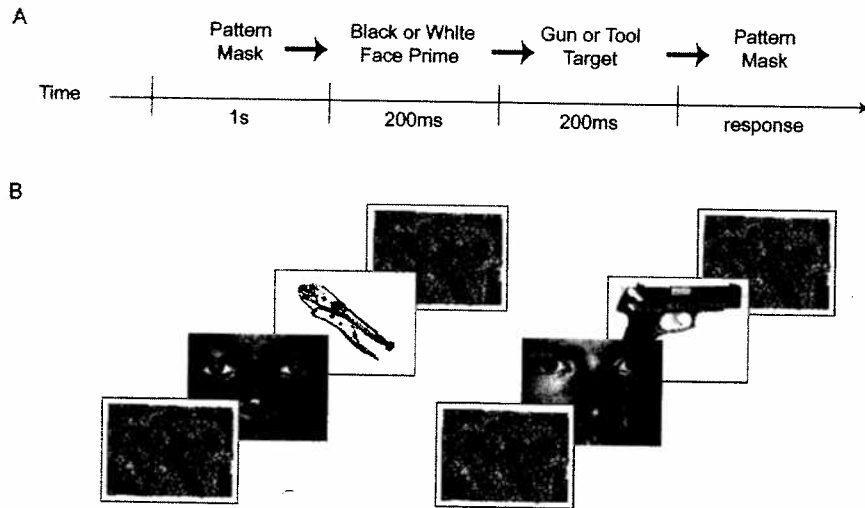 A
Pattern Mask
Black or White Face Prime
Gun or Tool Target
Pattern Mask
Time
1s
200ms
200ms
response
B